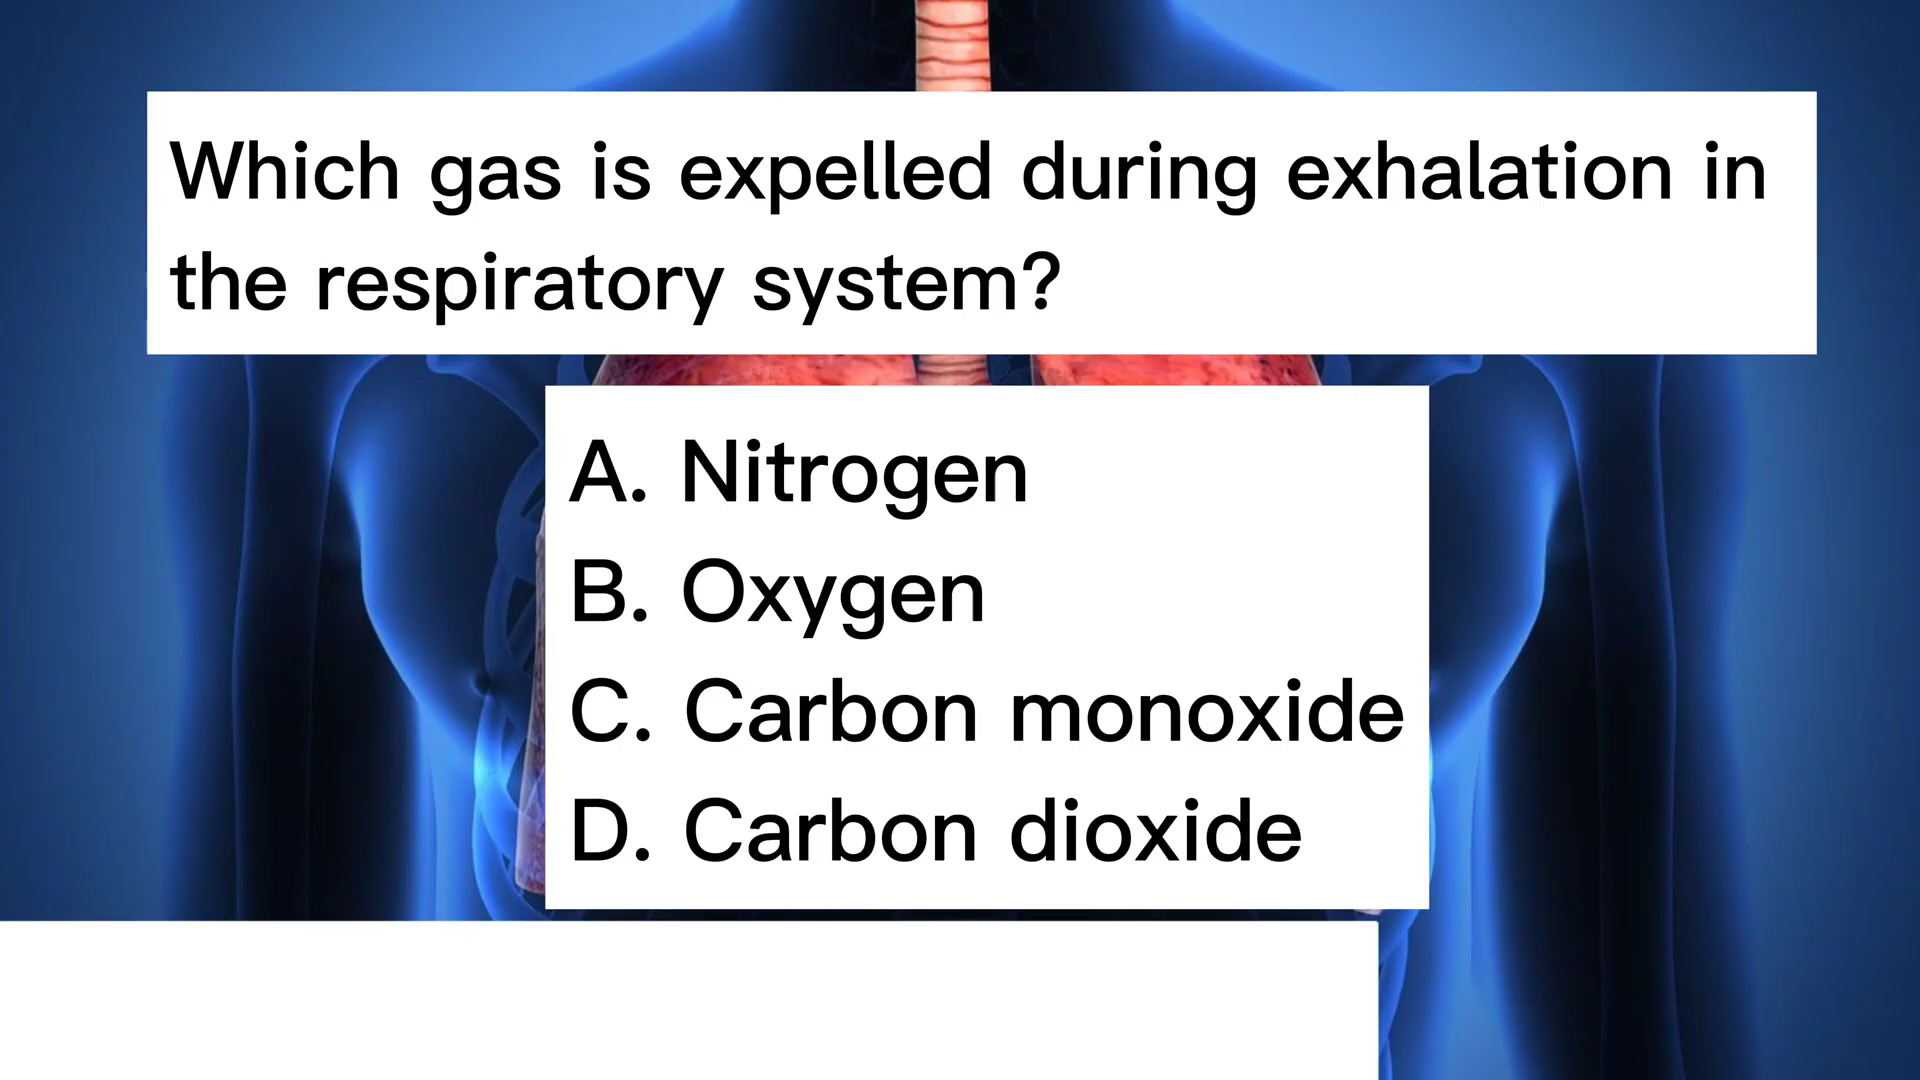 Which gas is expelled during exhalation in
the respiratory system?
A. Nitrogen
B. Oxygen
C. Carbon monoxide
D. Carbon dioxide